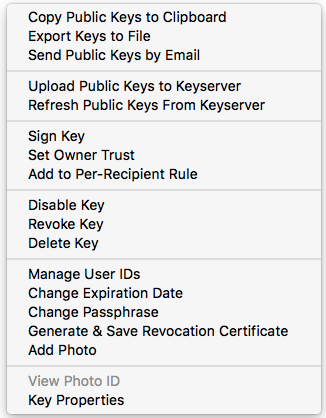 Copy Public Keys to Clipboard
Export Keys to File
Send Public Keys by Email
Upload Public Keys to Keyserver
Refresh Public Keys From Keyserver
Sign Key
Set Owner Trust
Add to Per-Recipient Rule
Disable Key
Revoke Key
Delete Key
Manage User IDs
Change Expiration Date
Change Passphrase
Generate & Save Revocation Certificate
Add Photo
View Photo ID
Key Properties